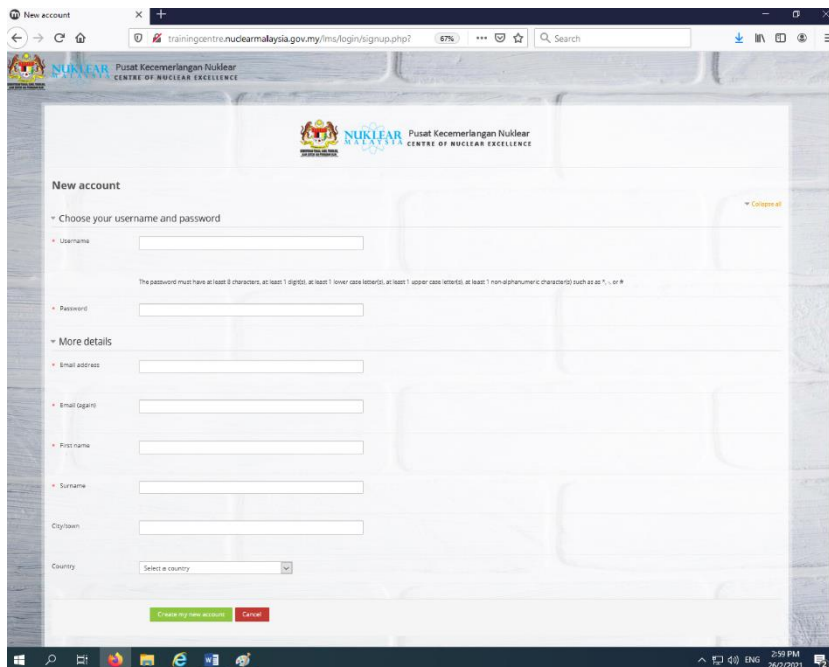 New account
trainingcentre.nuclearmalaysia.gov.my/lms/login/signup.php?
67%
Search
NUKLEAR MALAYSIA
Pusat Kecemerlangan Nuklear
CENTRE OF NUCLEAR EXCELLENCE
NUKLEAR
MALAYSIA
Pusat Kecemerlangan Nuklear
CENTRE OF NUCLEAR EXCELLENCE
New account
Collapse all
Choose your username and password
Username
The password must have at least 8 characters, at least 1 digit(s), at least 1 lower case letter(s), at least 1 upper case letter(s), at least 1 non-alphanumeric character(s) such as as *, -, or #
Password
More details
Email address
Email (again)
First name
Surname
City/town
Country
Select a country
Create my new account
Cancel
ENG
2:59 PM
26/2/2021